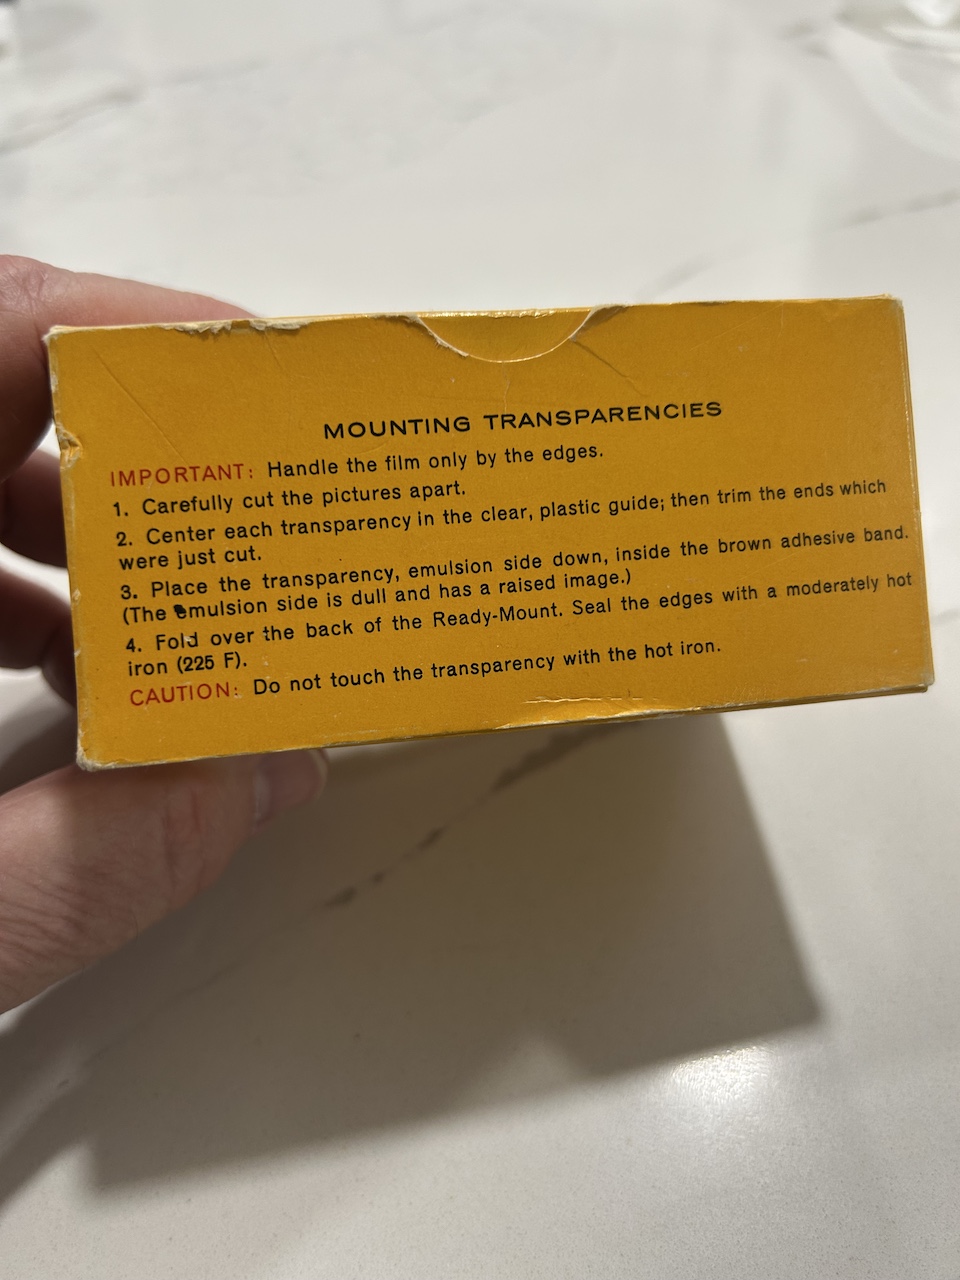 MOUNTING TRANSPARENCIES
IMPORTANT: Handle the film only by the edges.
1. Carefully cut the pictures apart.
2. Center each transparency in the clear, plastic guide; then trim the ends which
were just cut.
3. Place the transparency, emulsion side down, inside the brown adhesive band.
(The emulsion side is dull and has a raised image.)
4. Fold over the back of the Ready-Mount. Seal the edges with a moderately hot
iron (225 F).
CAUTION: Do not touch the transparency with the hot iron.